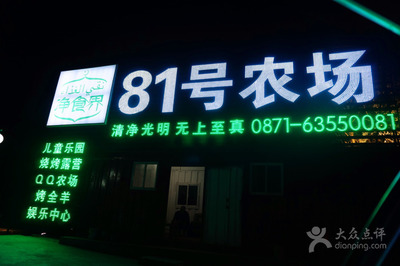 净食界
81号农场
清净光明 无上至真 0871-63550081
儿童乐园
烧烤露营
QQ农场
烤全羊
娱乐中心
大众点评
dianping.com